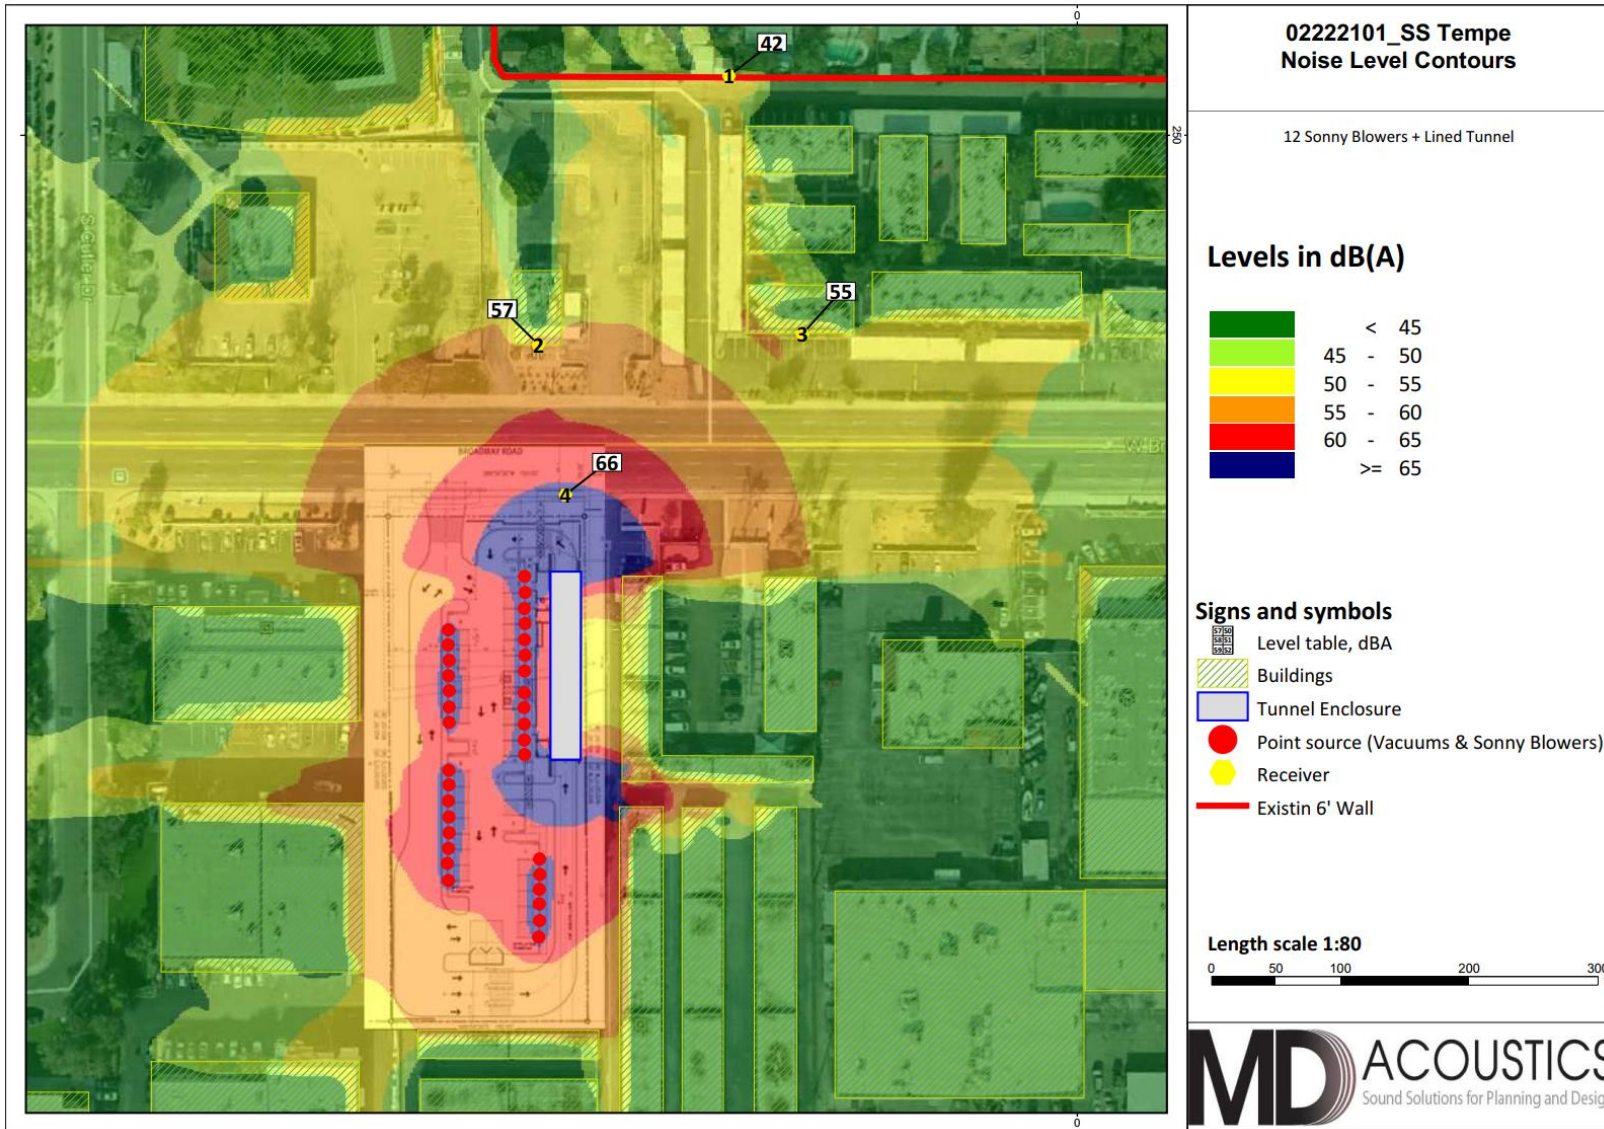 0
02222101_SS Tempe
Noise Level Contours
12 Sonny Blowers + Lined Tunnel
250
42
1
57
2
55
3
66
4
BROADWAY ROAD
Levels in dB(A)
< 45
45 - 50
50 - 55
55 - 60
60 - 65
>= 65
Signs and symbols
Level table, dBA
Buildings
Tunnel Enclosure
Point source (Vacuums & Sonny Blowers)
Receiver
Existin 6' Wall
Length scale 1:80
0 50 100 200 300
0
MD ACOUSTICS
Sound Solutions for Planning and Desig